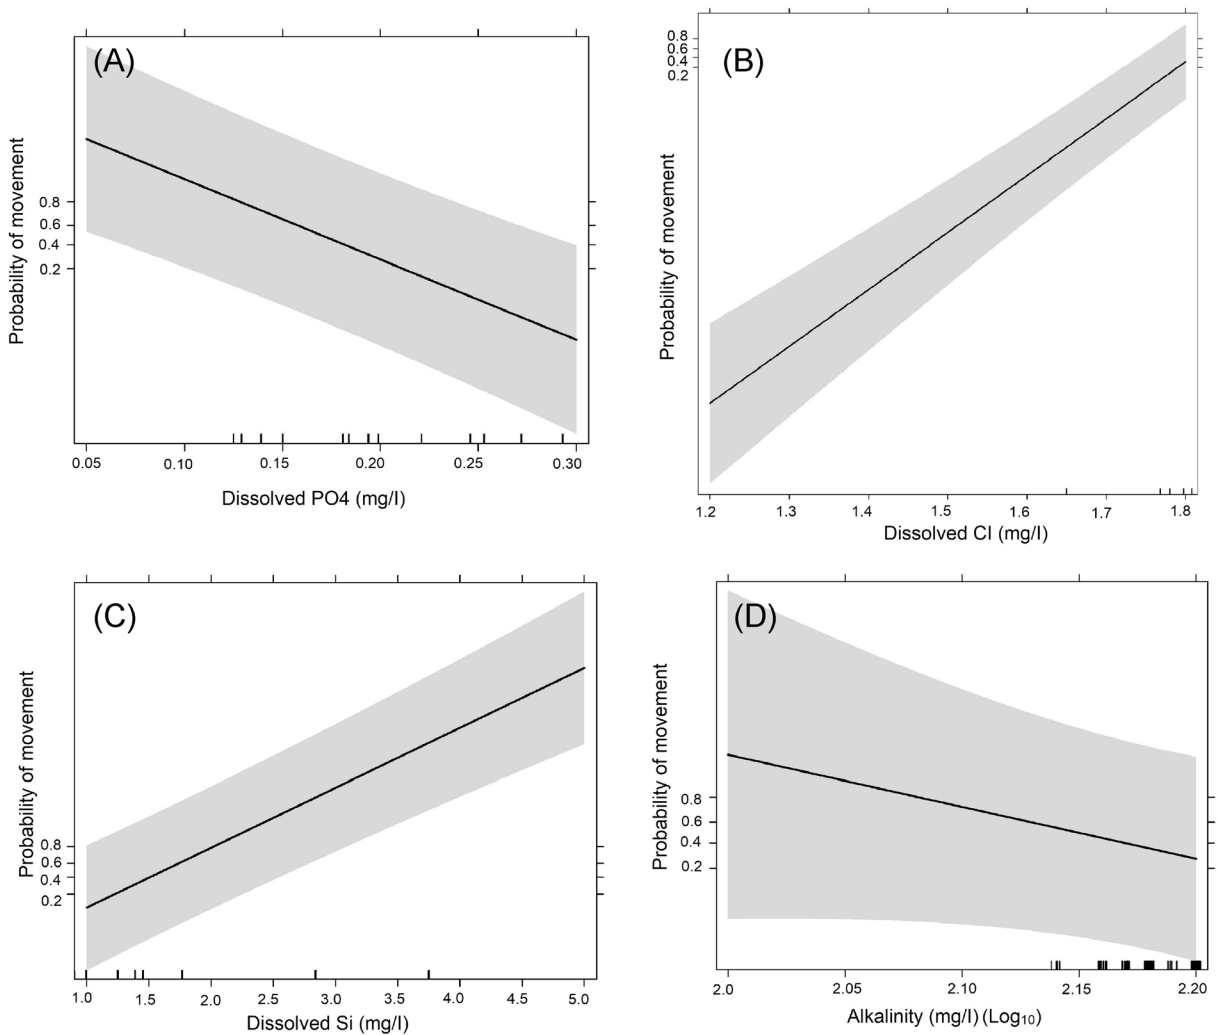 (A)
Probability of movement
0.8
0.6
0.4
0.2
0.05 0.10 0.15 0.20 0.25 0.30
Dissolved PO4 (mg/l)
(B)
Probability of movement
0.8
0.6
0.4
0.2
1.2 1.3 1.4 1.5 1.6 1.7 1.8
Dissolved Cl (mg/l)
(C)
Probability of movement
0.8
0.6
0.4
0.2
1.0 1.5 2.0 2.5 3.0 3.5 4.0 4.5 5.0
Dissolved Si (mg/l)
(D)
Probability of movement
0.8
0.6
0.4
0.2
2.0 2.05 2.10 2.15 2.20
Alkalinity (mg/l) (Log₁₀)